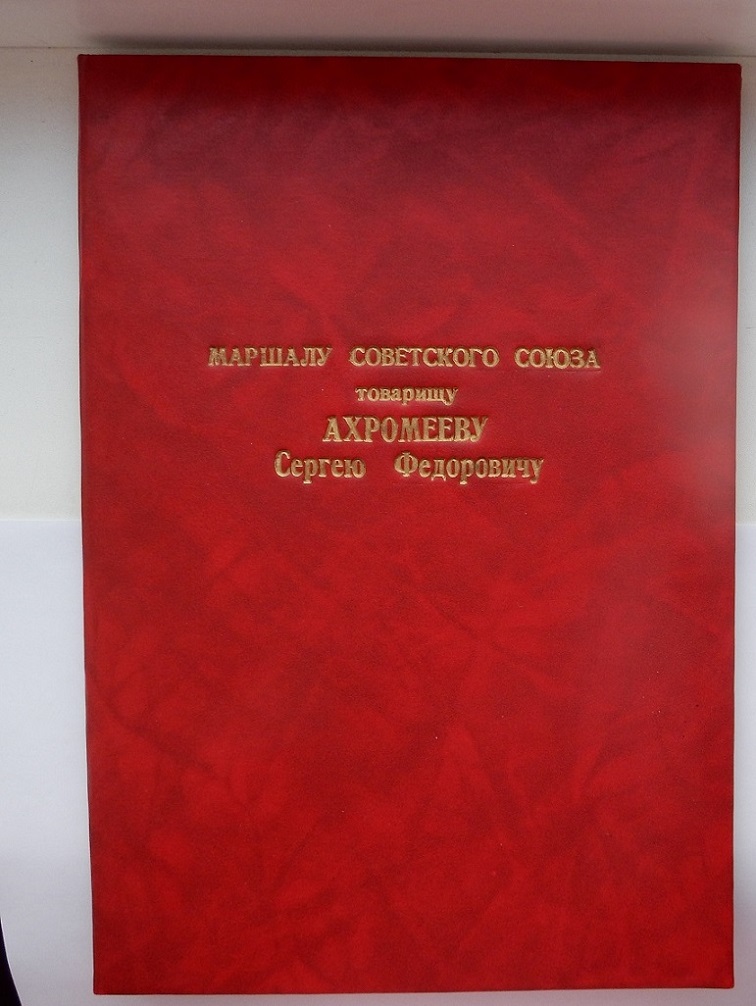 МАРШАЛУ СОВЕТСКОГО СОЮЗА
товарищу
АХРОМЕЕВУ
Сергею Федоровичу